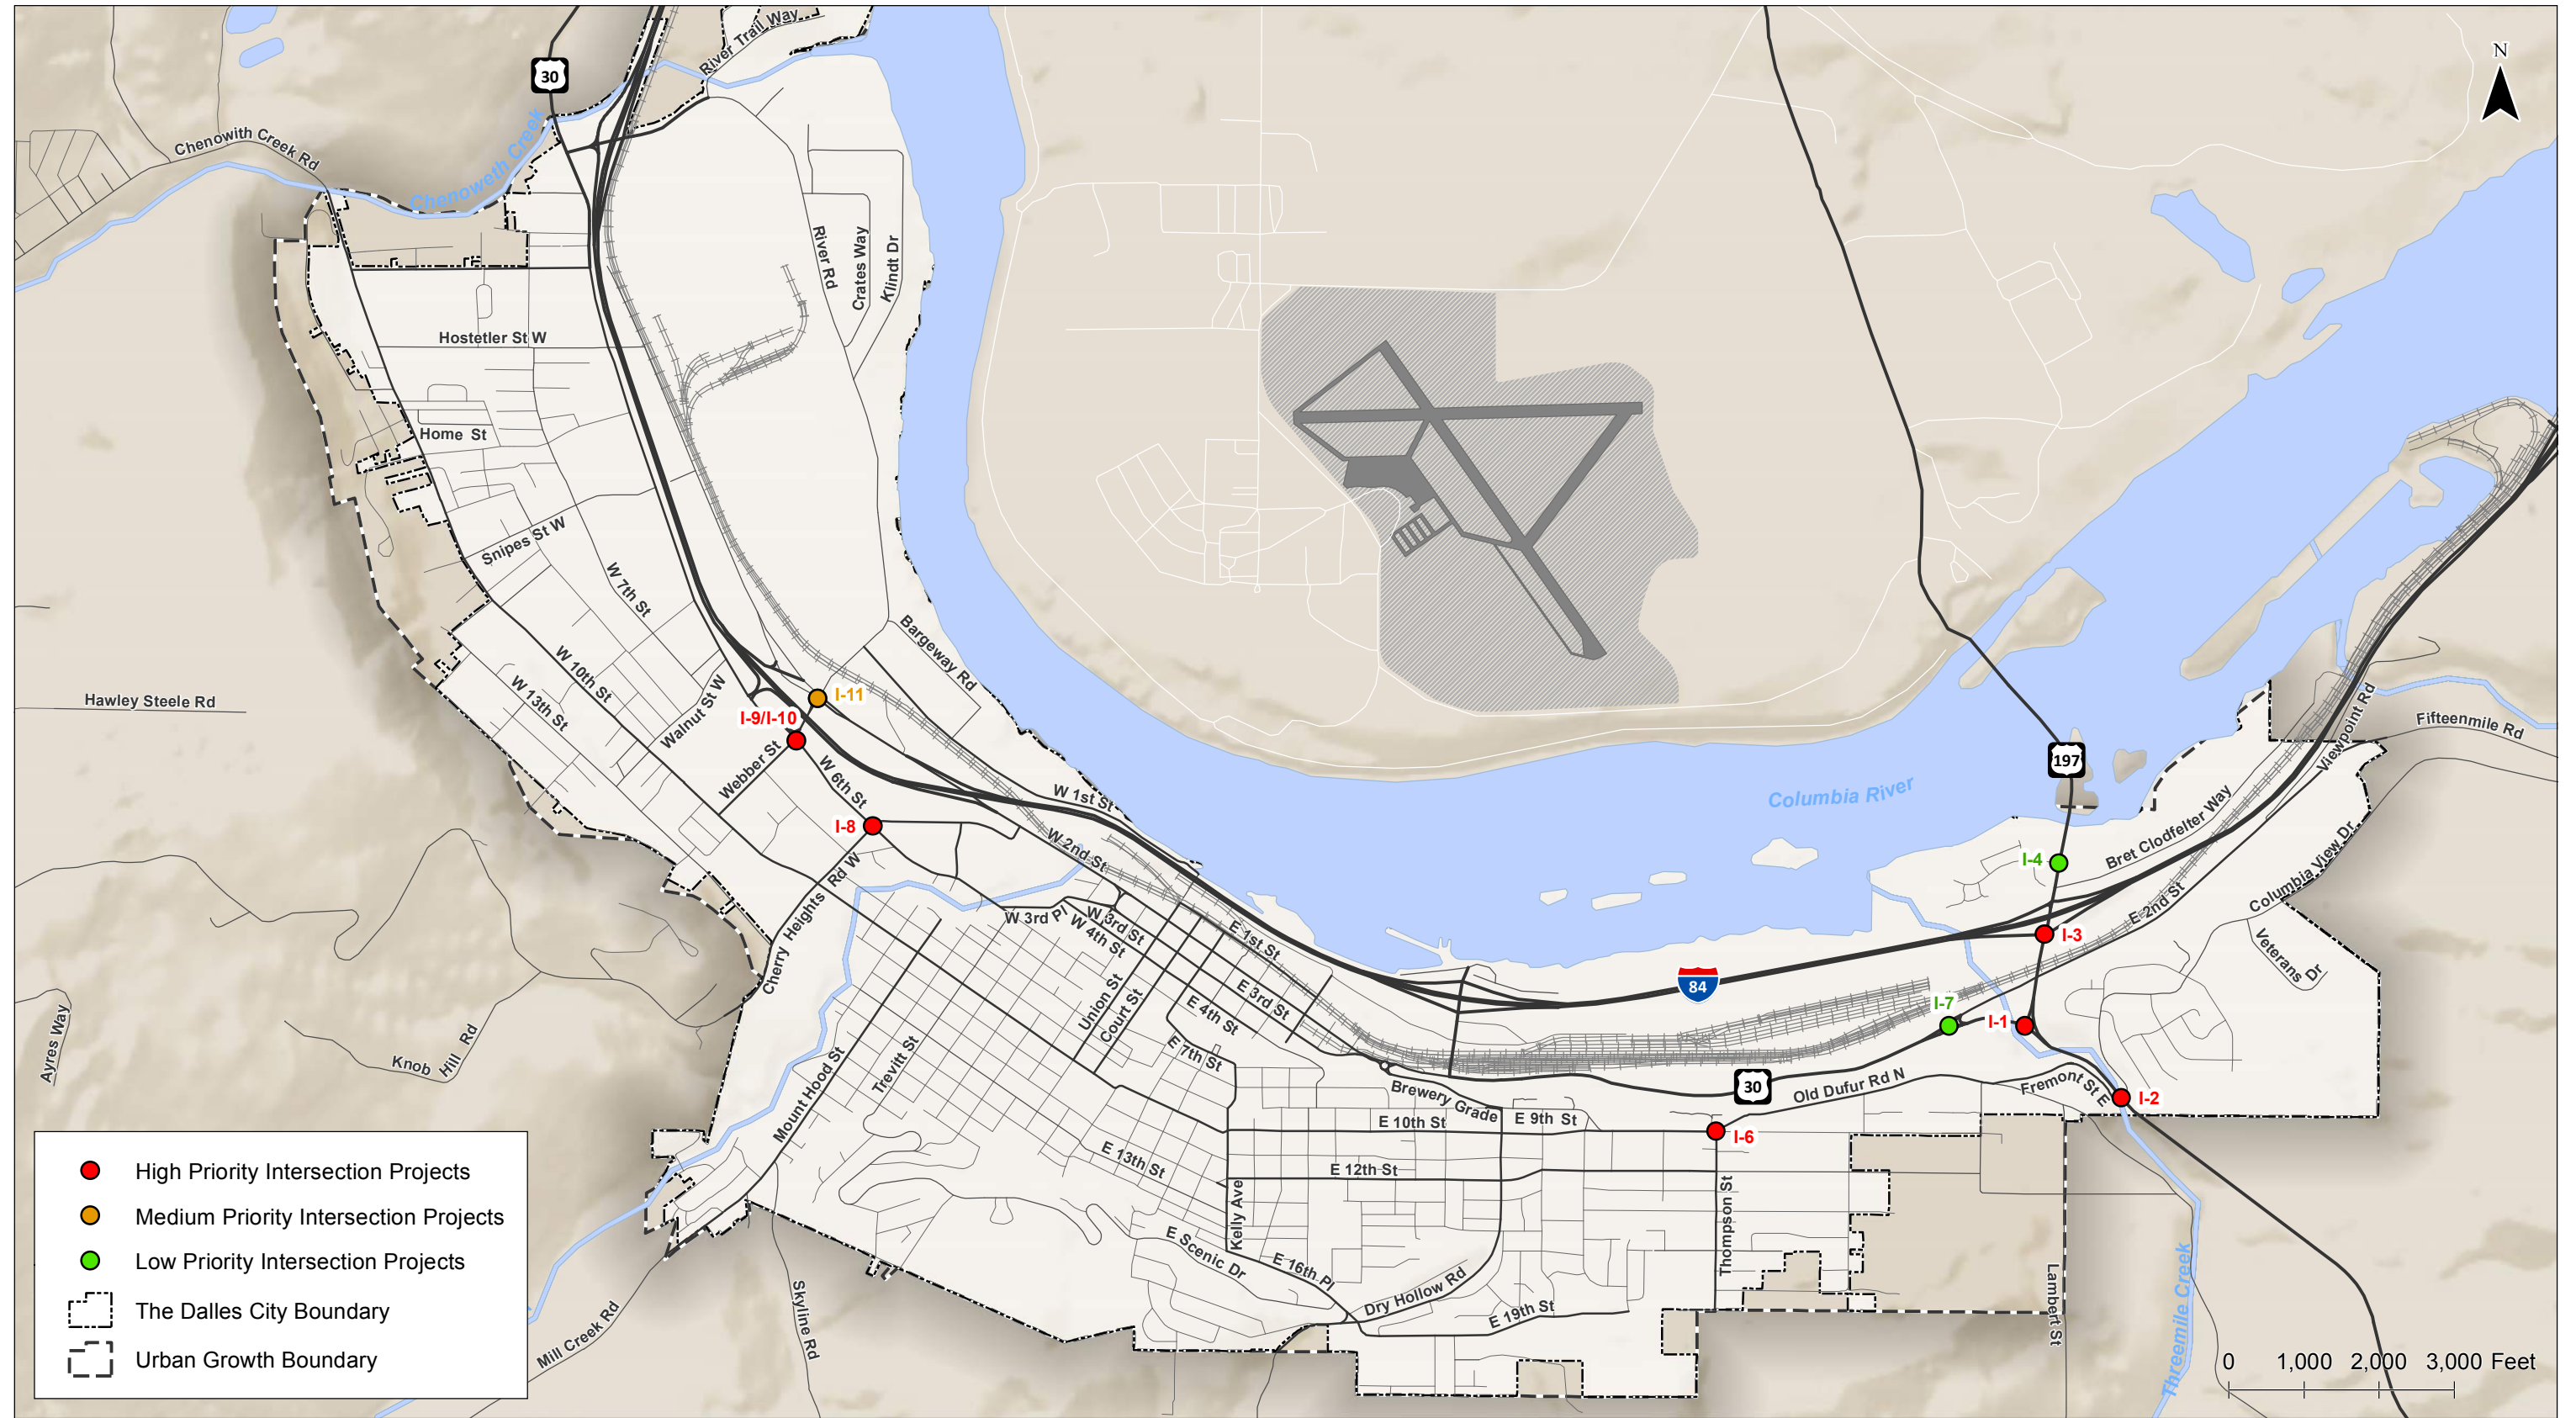 River Trail Way
30
N
Chenowith Creek Rd
Chenoweth Creek
River Rd
Crates Way
Klindt Dr
Hostetler St W
Home St
Snipes St W
W 7th St
Bargeway Rd
W 10th St
W 13th St
Walnut St W
Hawley Steele Rd
I-11
I-9/I-10
Webber St
W 6th St
I-8
W 1st St
W 2nd St
Columbia River
197
Viewpoint Rd
Fifteenmile Rd
Bret Clodfelter Way
I-4
Columbia View Dr
E 2nd St
I-3
Veterans Dr
Cherry Heights Rd W
W 3rd Pl
W 3rd St
W 4th St
E 1st St
84
Union St
Court St
E 3rd St
E 4th St
E 7th St
I-7
I-1
Ayres Way
Knob Hill Rd
Mount Hood St
Trevitt St
Brewery Grade
30
Old Dufur Rd N
Fremont St E
I-2
E 10th St
E 9th St
I-6
E 13th St
E 12th St
Kelly Ave
Thompson St
E Scenic Dr
E 16th Pl
Dry Hollow Rd
E 19th St
Lambert St
Threemile Creek
Mill Creek Rd
Skyline Rd
High Priority Intersection Projects
Medium Priority Intersection Projects
Low Priority Intersection Projects
The Dalles City Boundary
Urban Growth Boundary
0 1,000 2,000 3,000 Feet